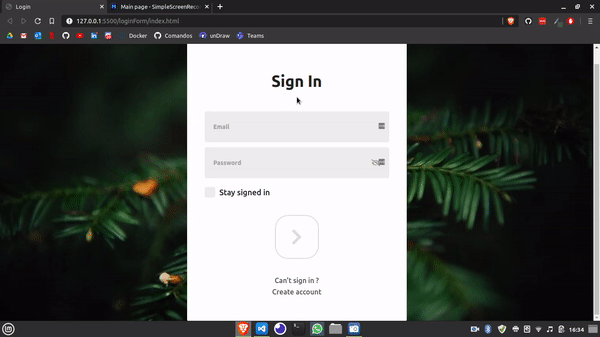 Login
Main page - SimpleScreenReco
127.0.0.1:5500/loginForm/index.html
Docker
Comandos
unDraw
Teams
Sign In
Email
Password
Stay signed in
Can't sign in ?
Create account
16:34